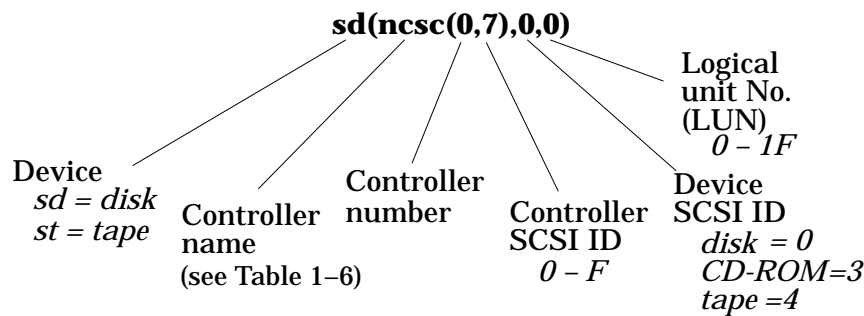 sd(ncsc(0,7),0,0)
Device
sd = disk
st = tape
Controller
name
(see Table 1–6)
Controller
number
Controller
SCSI ID
0 – F
Device
SCSI ID
disk = 0
CD-ROM=3
tape =4
Logical
unit No.
(LUN)
0 – 1F